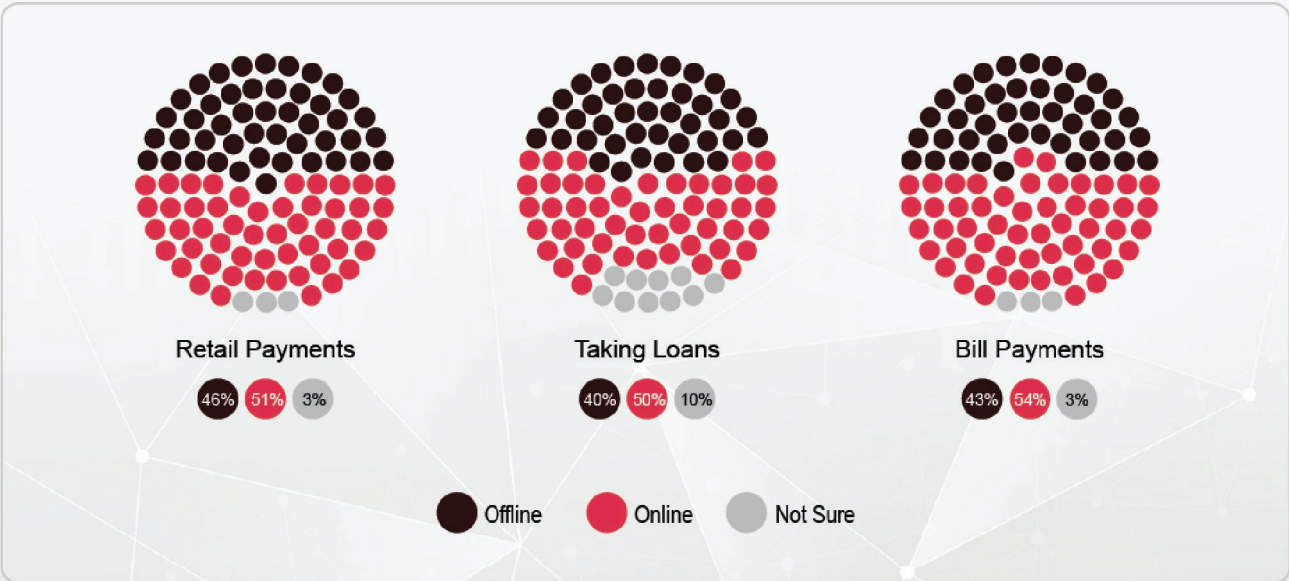 Retail Payments
46% 51% 3%
Taking Loans
40% 50% 10%
Bill Payments
43% 54% 3%
Offline
Online
Not Sure